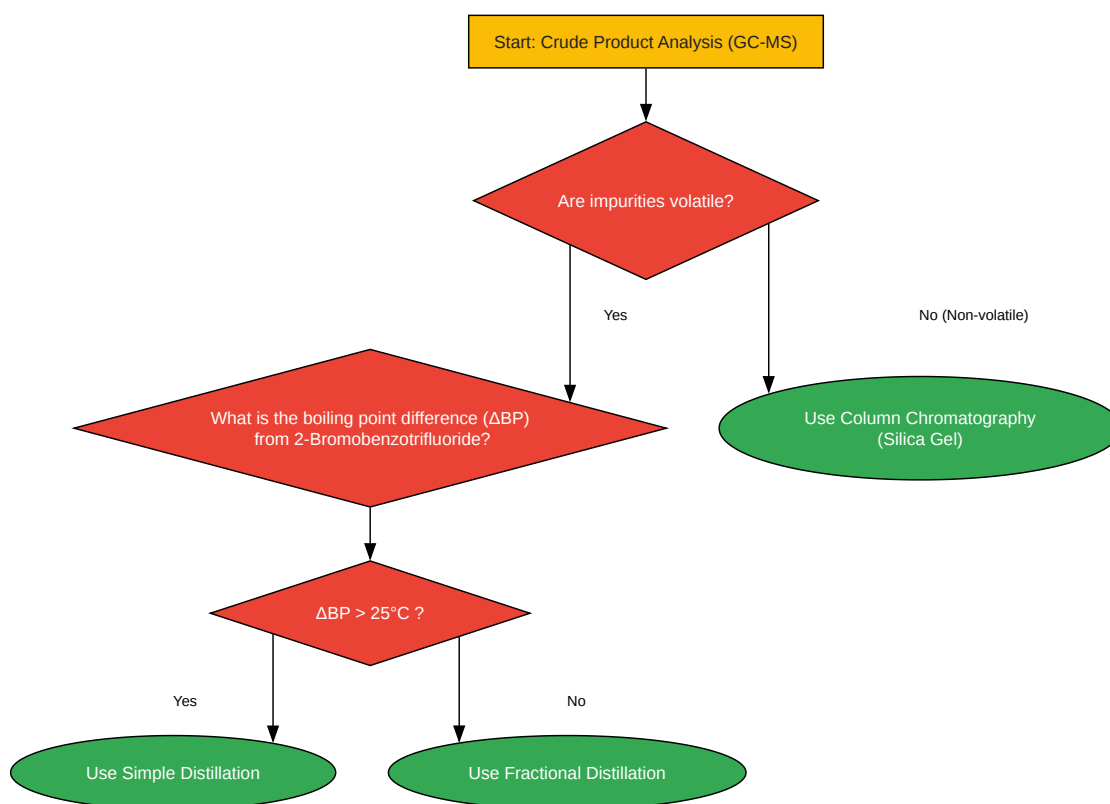 Start: Crude Product Analysis (GC-MS)
Are impurities volatile?
Yes
No (Non-volatile)
What is the boiling point difference (ΔBP)
from 2-Bromobenzotrifluoride?
Use Column Chromatography
(Silica Gel)
ΔBP > 25°C ?
Yes
No
Use Simple Distillation
Use Fractional Distillation